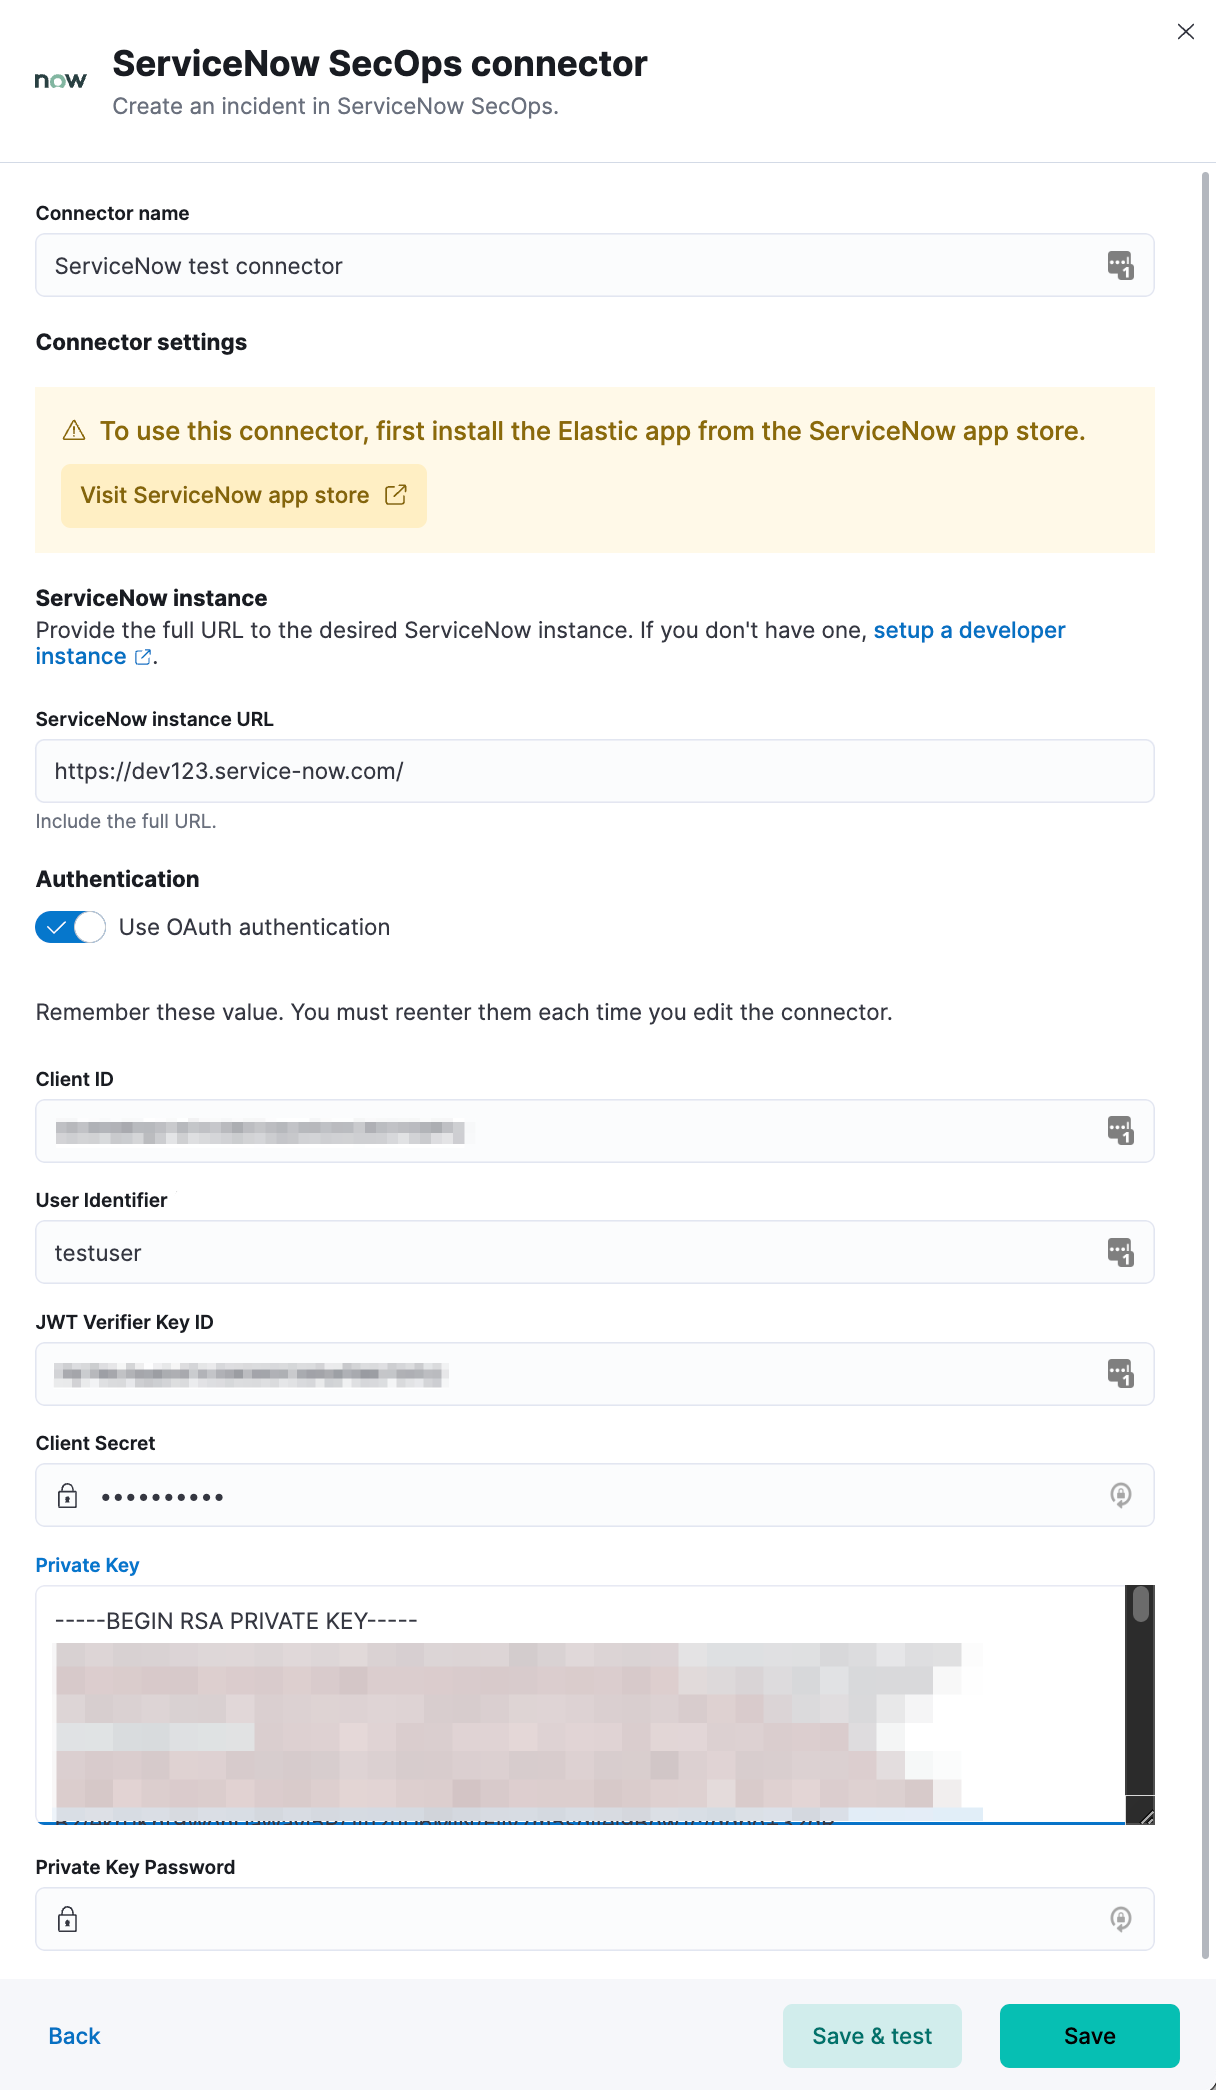 now
ServiceNow SecOps connector
Create an incident in ServiceNow SecOps.
Connector name
ServiceNow test connector
Connector settings
To use this connector, first install the Elastic app from the ServiceNow app store.
Visit ServiceNow app store
ServiceNow instance
Provide the full URL to the desired ServiceNow instance. If you don't have one, setup a developer
instance.
ServiceNow instance URL
https://dev123.service-now.com/
Include the full URL.
Authentication
Use OAuth authentication
Remember these value. You must reenter them each time you edit the connector.
Client ID
User Identifier
testuser
JWT Verifier Key ID
Client Secret
••••••••••
Private Key
-----BEGIN RSA PRIVATE KEY-----
Private Key Password
Back
Save & test
Save